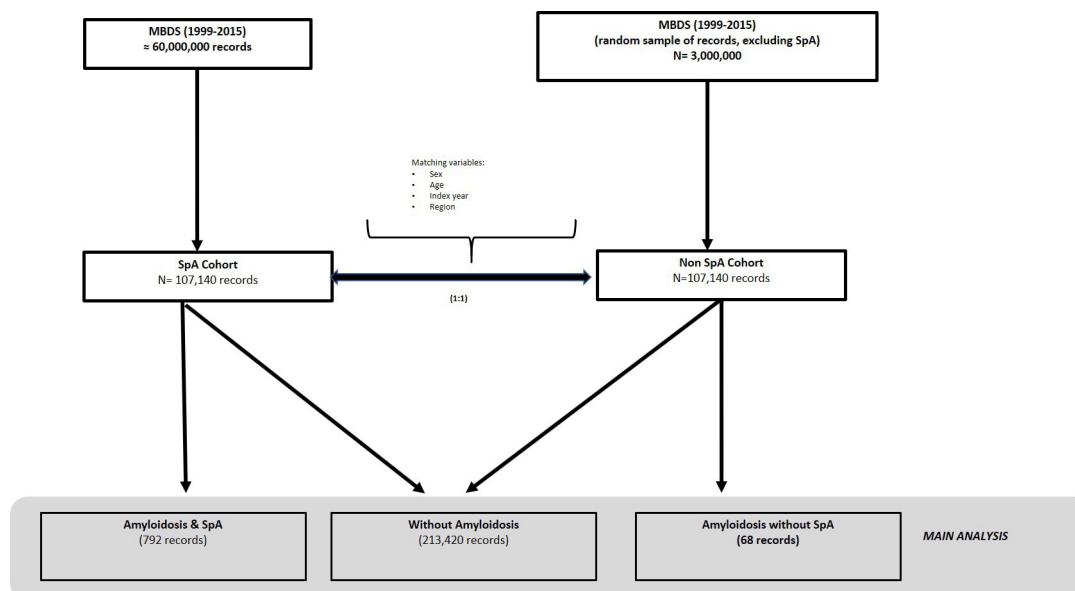 MBDS (1999-2015)
≈ 60,000,000 records
MBDS (1999-2015)
(random sample of records, excluding SpA)
N= 3,000,000
Matching variables:
• Sex
• Age
• Index year
• Region
SpA Cohort
N= 107,140 records
(1:1)
Non SpA Cohort
N=107,140 records
Amyloidosis & SpA
(792 records)
Without Amyloidosis
(213,420 records)
Amyloidosis without SpA
(68 records)
MAIN ANALYSIS